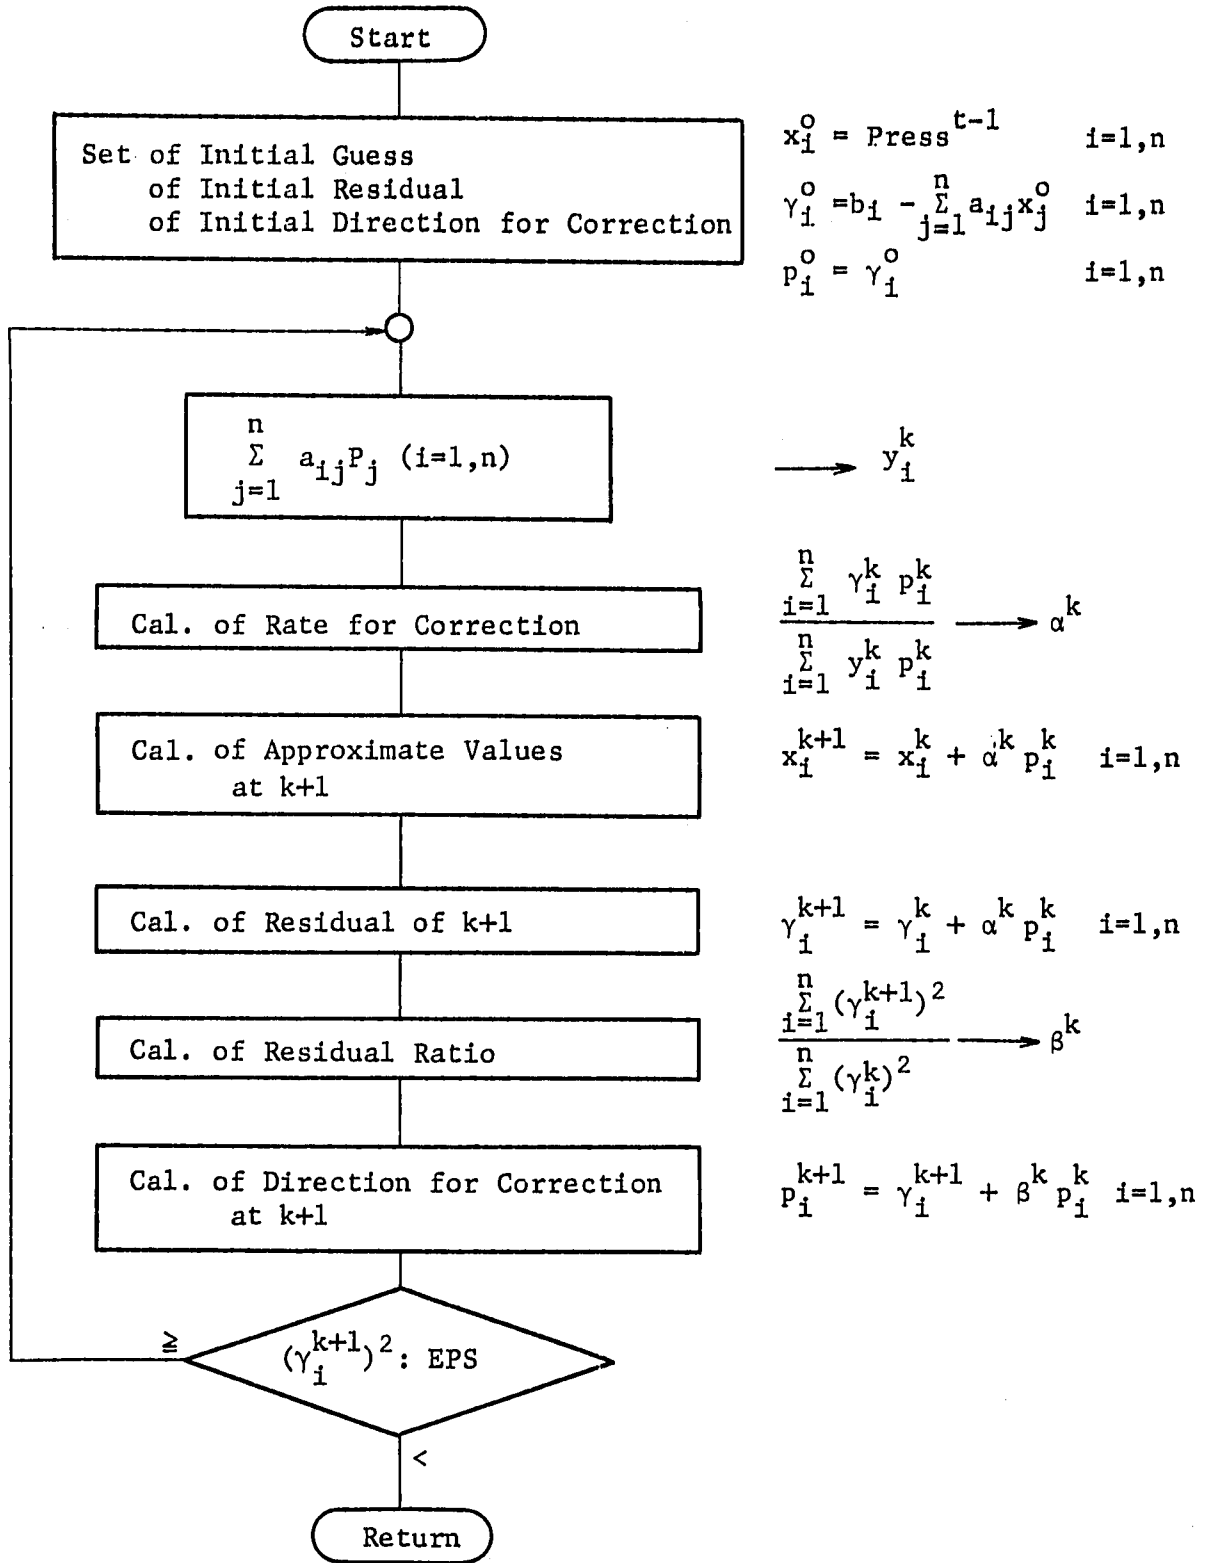 Start
Set of Initial Guess
of Initial Residual
of Initial Direction for Correction
x_i^o = Press^{t-1} i=1,n
γ_i^o =b_i - Σ_{j=1}^n a_{ij} x_j^o i=1,n
p_i^o = γ_i^o i=1,n
Σ_{j=1}^n a_{ij} P_j (i=1,n)
→ y_i^k
Cal. of Rate for Correction
Σ_{i=1}^n γ_i^k p_i^k
Σ_{i=1}^n y_i^k p_i^k
→ α^k
Cal. of Approximate Values
at k+1
x_i^{k+1} = x_i^k + α^k p_i^k i=1,n
Cal. of Residual of k+1
γ_i^{k+1} = γ_i^k + α^k p_i^k i=1,n
Cal. of Residual Ratio
Σ_{i=1}^n (γ_i^{k+1})^2
Σ_{i=1}^n (γ_i^k)^2
→ β^k
Cal. of Direction for Correction
at k+1
p_i^{k+1} = γ_i^{k+1} + β^k p_i^k i=1,n
≧
(γ_i^{k+1})^2: EPS
<
Return